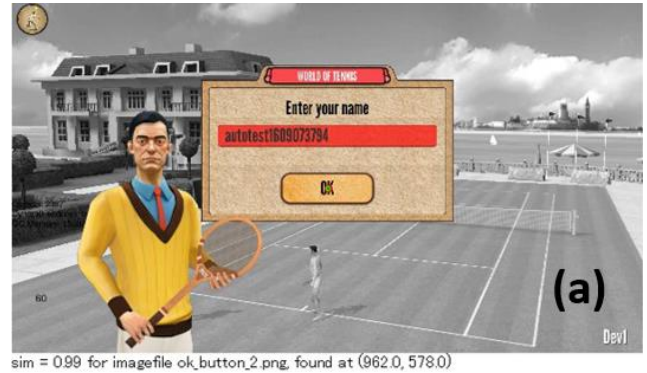 WORLD OF TENNIS
Enter your name
autotest1609073794
OK
60
(a)
Dev1
sim = 0.99 for imagefile ok_button_2.png, found at (962.0, 578.0)